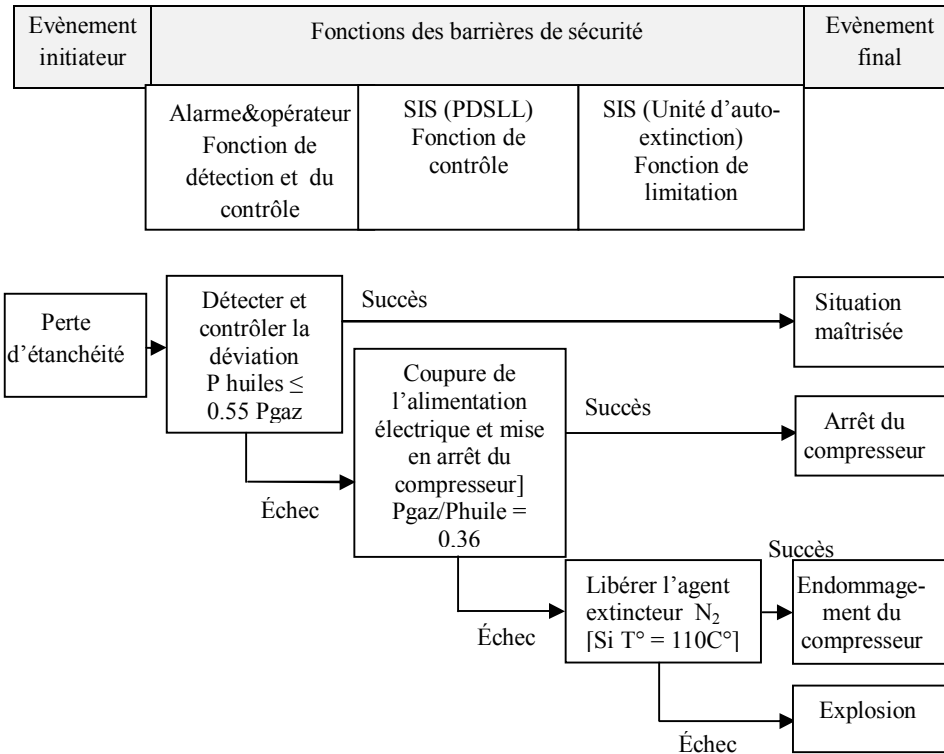 Evènement
initiateur
Fonctions des barrières de sécurité
Evènement
final
Alarme&opérateur
Fonction de
détection et du
contrôle
SIS (PDSLL)
Fonction de
contrôle
SIS (Unité d'auto-
extinction)
Fonction de
limitation
Perte
d'étanchéité
Détecter et
contrôler la
déviation
P huiles ≤
0.55 Pgaz
Succès
Situation
maîtrisée
Échec
Coupure de
l'alimentation
électrique et mise
en arrêt du
compresseur]
Pgaz/Phuile =
0.36
Succès
Arrêt du
compresseur
Échec
Libérer l'agent
extincteur N₂
[Si T° = 110C°]
Succès
Endommage-
ment du
compresseur
Échec
Explosion